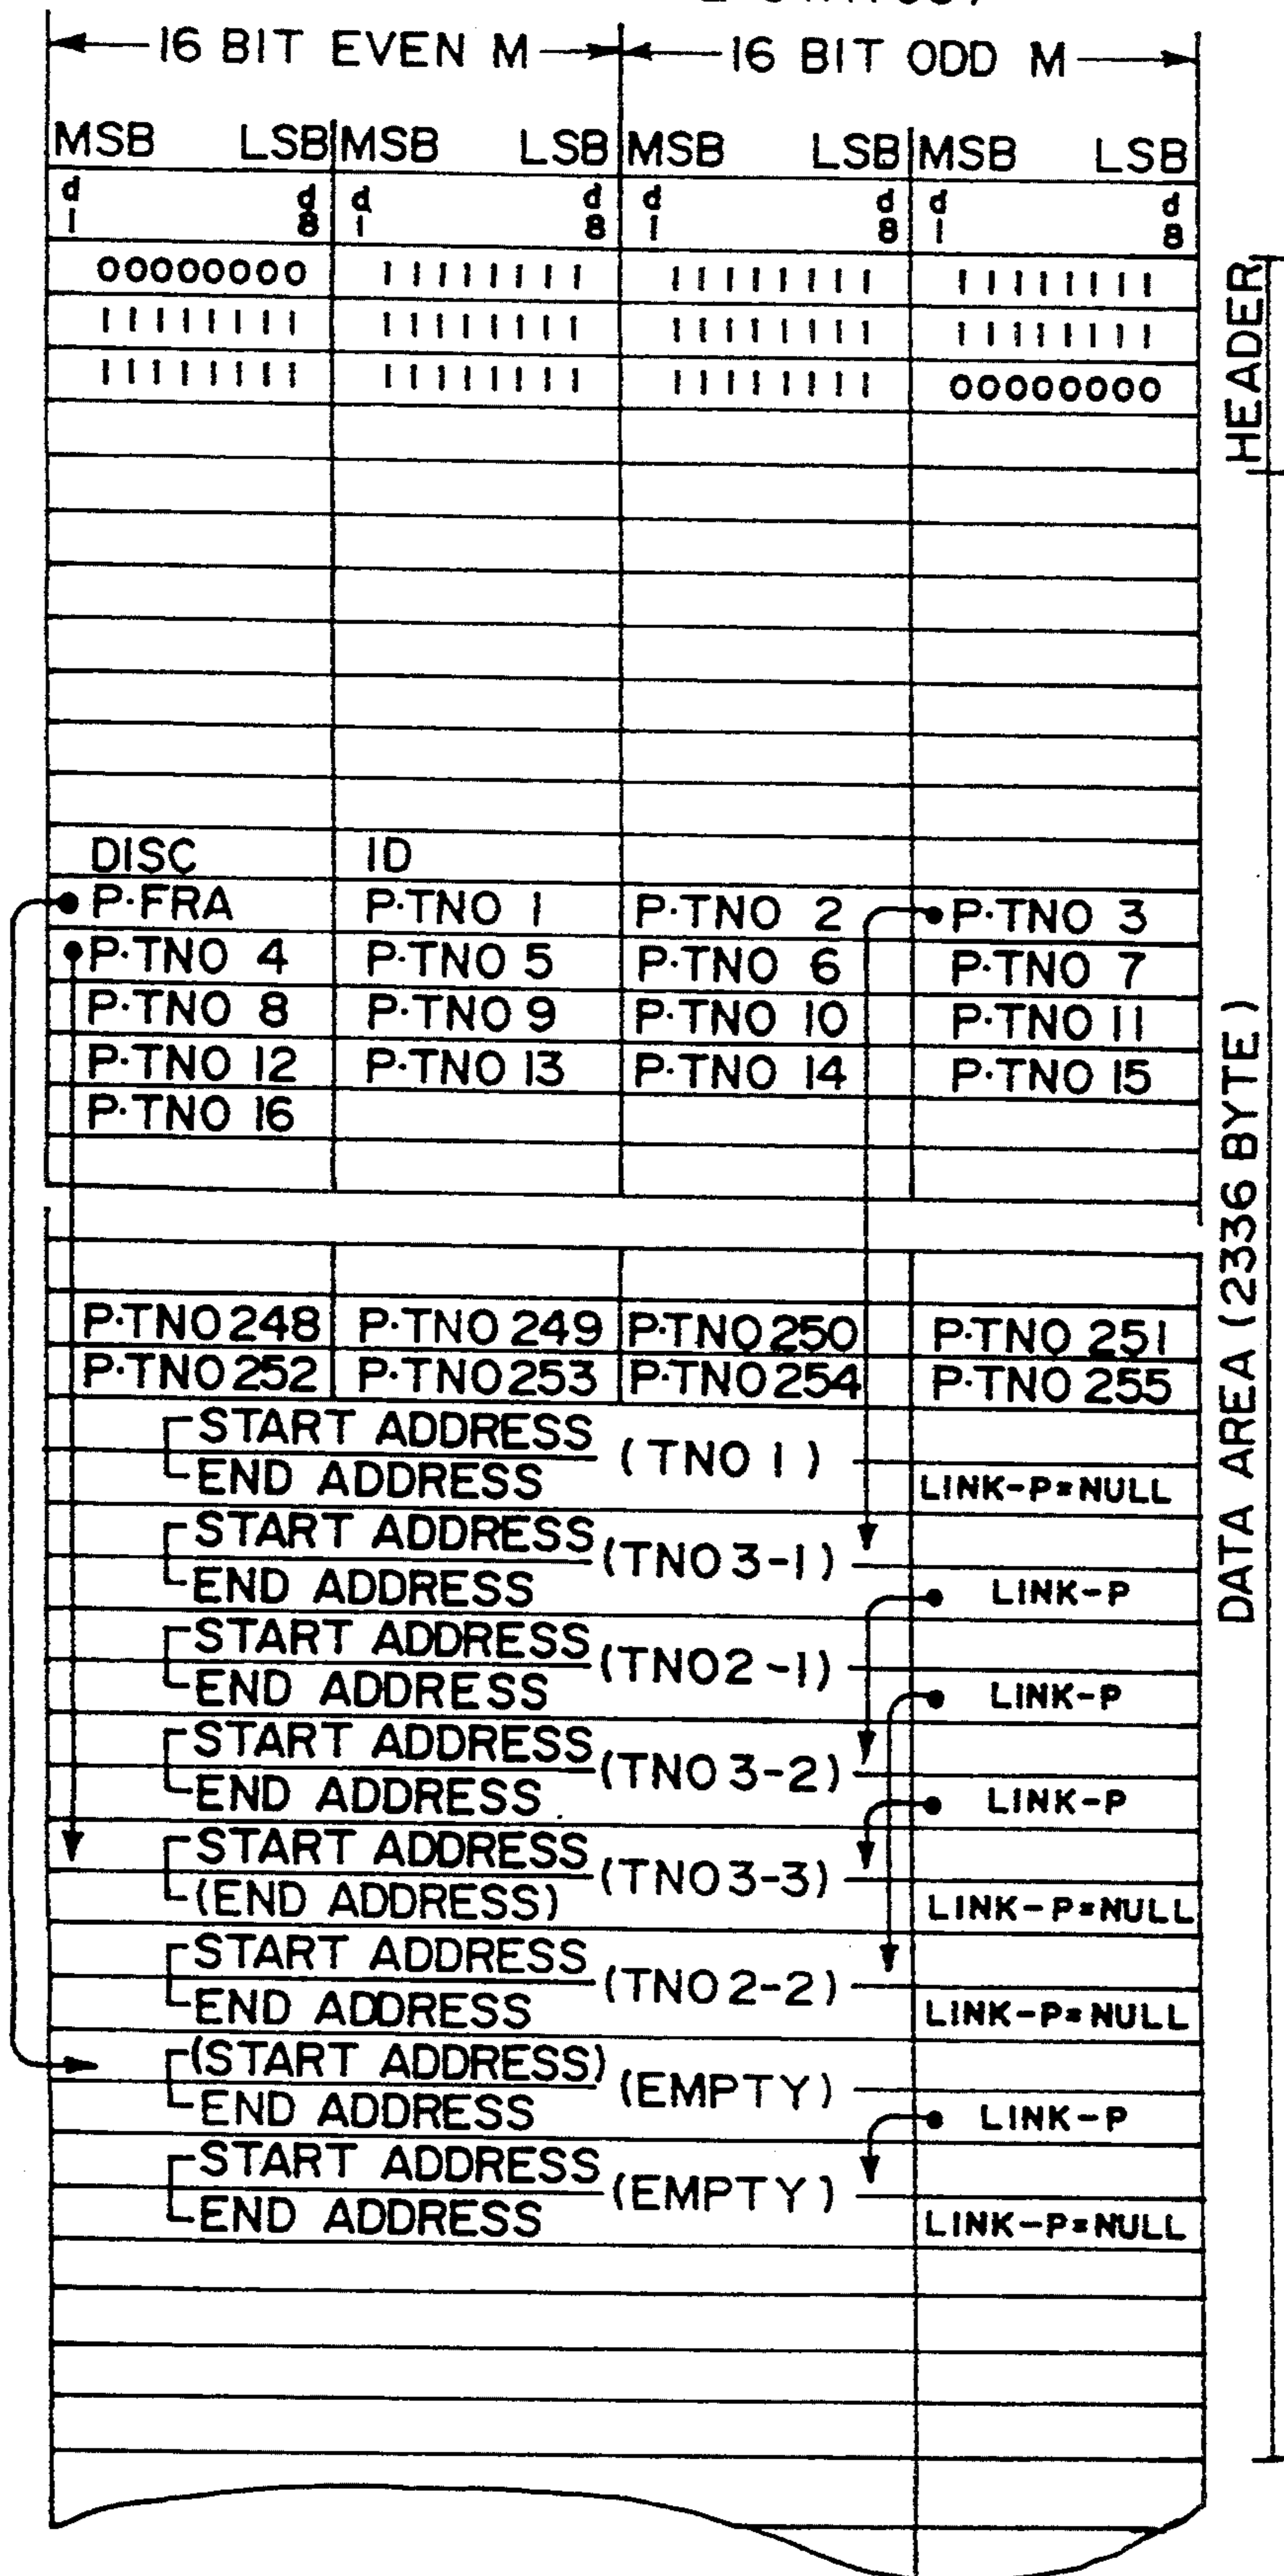 16 BIT EVEN M 16 BIT ODD M
MSB LSB MSB LSB MSB LSB MSB LSB
d1 d8 d1 d8 d1 d8 d1 d8
00000000 11111111 11111111 11111111
11111111 11111111 11111111 11111111
11111111 11111111 11111111 00000000
HEADER
DISC ID
P·FRA P·TNO 1 P·TNO 2 P·TNO 3
P·TNO 4 P·TNO 5 P·TNO 6 P·TNO 7
P·TNO 8 P·TNO 9 P·TNO 10 P·TNO 11
P·TNO 12 P·TNO 13 P·TNO 14 P·TNO 15
P·TNO 16
DATA AREA (2336 BYTE)
P·TNO 248 P·TNO 249 P·TNO 250 P·TNO 251
P·TNO 252 P·TNO 253 P·TNO 254 P·TNO 255
START ADDRESS
(TNO 1)
END ADDRESS LINK-P=NULL
START ADDRESS
(TNO 3-1)
END ADDRESS LINK-P
START ADDRESS
(TNO 2-1)
END ADDRESS LINK-P
START ADDRESS
(TNO 3-2)
END ADDRESS LINK-P
START ADDRESS
(TNO 3-3)
(END ADDRESS) LINK-P=NULL
START ADDRESS
(TNO 2-2)
END ADDRESS LINK-P=NULL
(START ADDRESS)
(EMPTY)
END ADDRESS LINK-P
START ADDRESS
(EMPTY)
END ADDRESS LINK-P=NULL